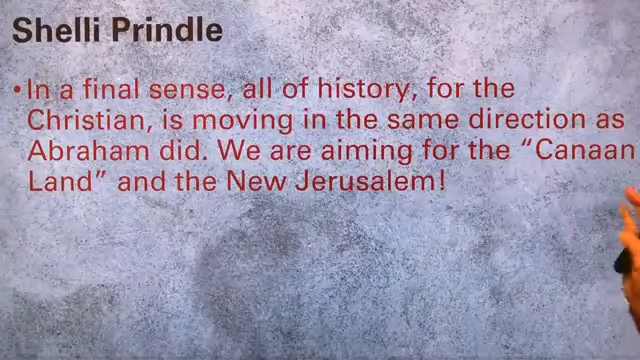 Shelli Prindle
• In a final sense, all of history, for the
Christian, is moving in the same direction as
Abraham did. We are aiming for the “Canaan
Land” and the New Jerusalem!